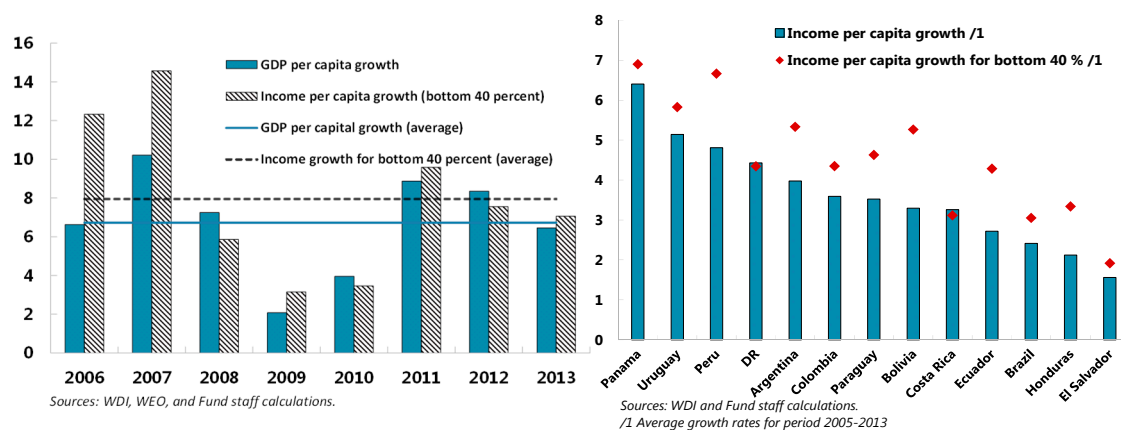 16
14
12
10
8
6
4
2
0
GDP per capita growth
Income per capita growth (bottom 40 percent)
GDP per capital growth (average)
Income growth for bottom 40 percent (average)
2006 2007 2008 2009 2010 2011 2012 2013
Sources: WDI, WEO, and Fund staff calculations.
8
7
6
5
4
3
2
1
0
Income per capita growth /1
Income per capita growth for bottom 40 % /1
Panama Uruguay Peru DR Argentina Colombia Paraguay Bolivia Costa Rica Ecuador Brazil Honduras El Salvador
Sources: WDI and Fund staff calculations.
/1 Average growth rates for period 2005-2013